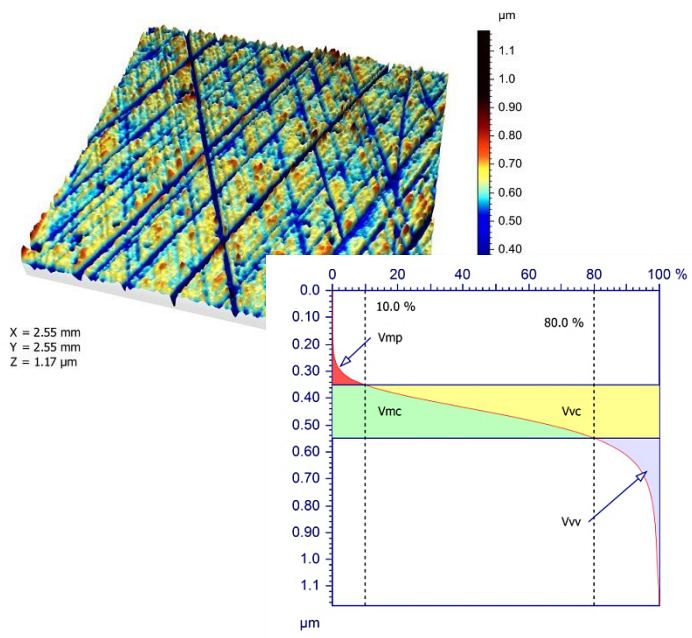 µm
1.1
1.0
0.90
0.80
0.70
0.60
0.50
0.40
X = 2.55 mm
Y = 2.55 mm
Z = 1.17 µm
0 20 40 60 80 100 %
0.0
0.10
0.20
0.30
0.40
0.50
0.60
0.70
0.80
0.90
1.0
1.1
µm
10.0 %
80.0 %
Vmp
Vmc
Vvc
Vvv